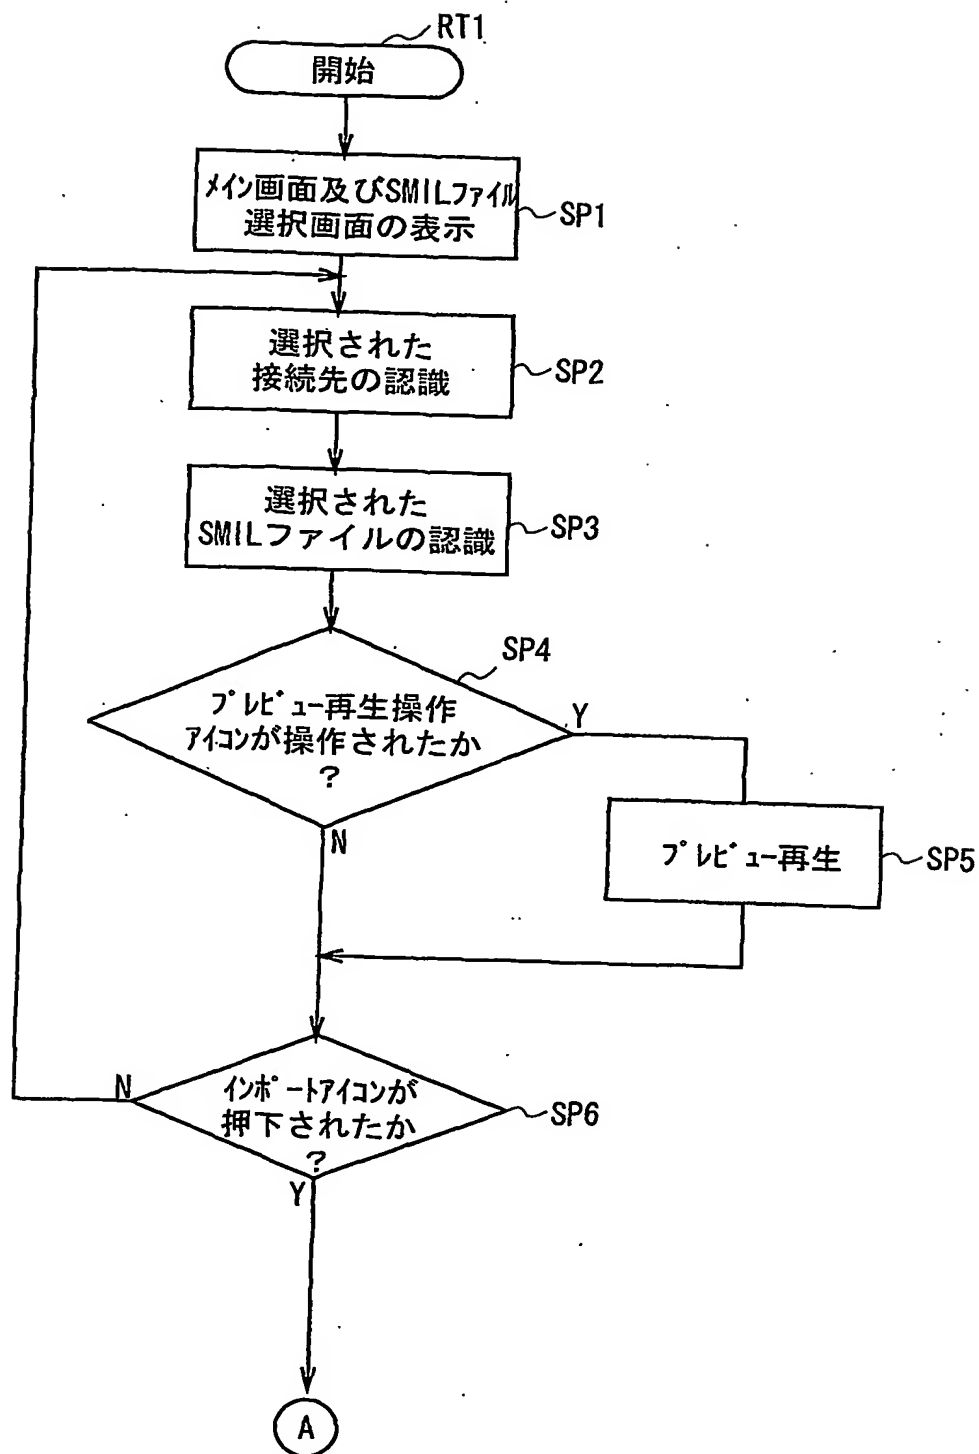 RT1
開始
メイン画面及びSMILファイル
選択画面の表示
SP1
選択された
接続先の認識
SP2
選択された
SMILファイルの認識
SP3
SP4
プレビュー再生操作
アイコンが操作されたか
?
Y
N
プレビュー再生
SP5
N
インポートアイコンが
押下されたか
?
SP6
Y
A